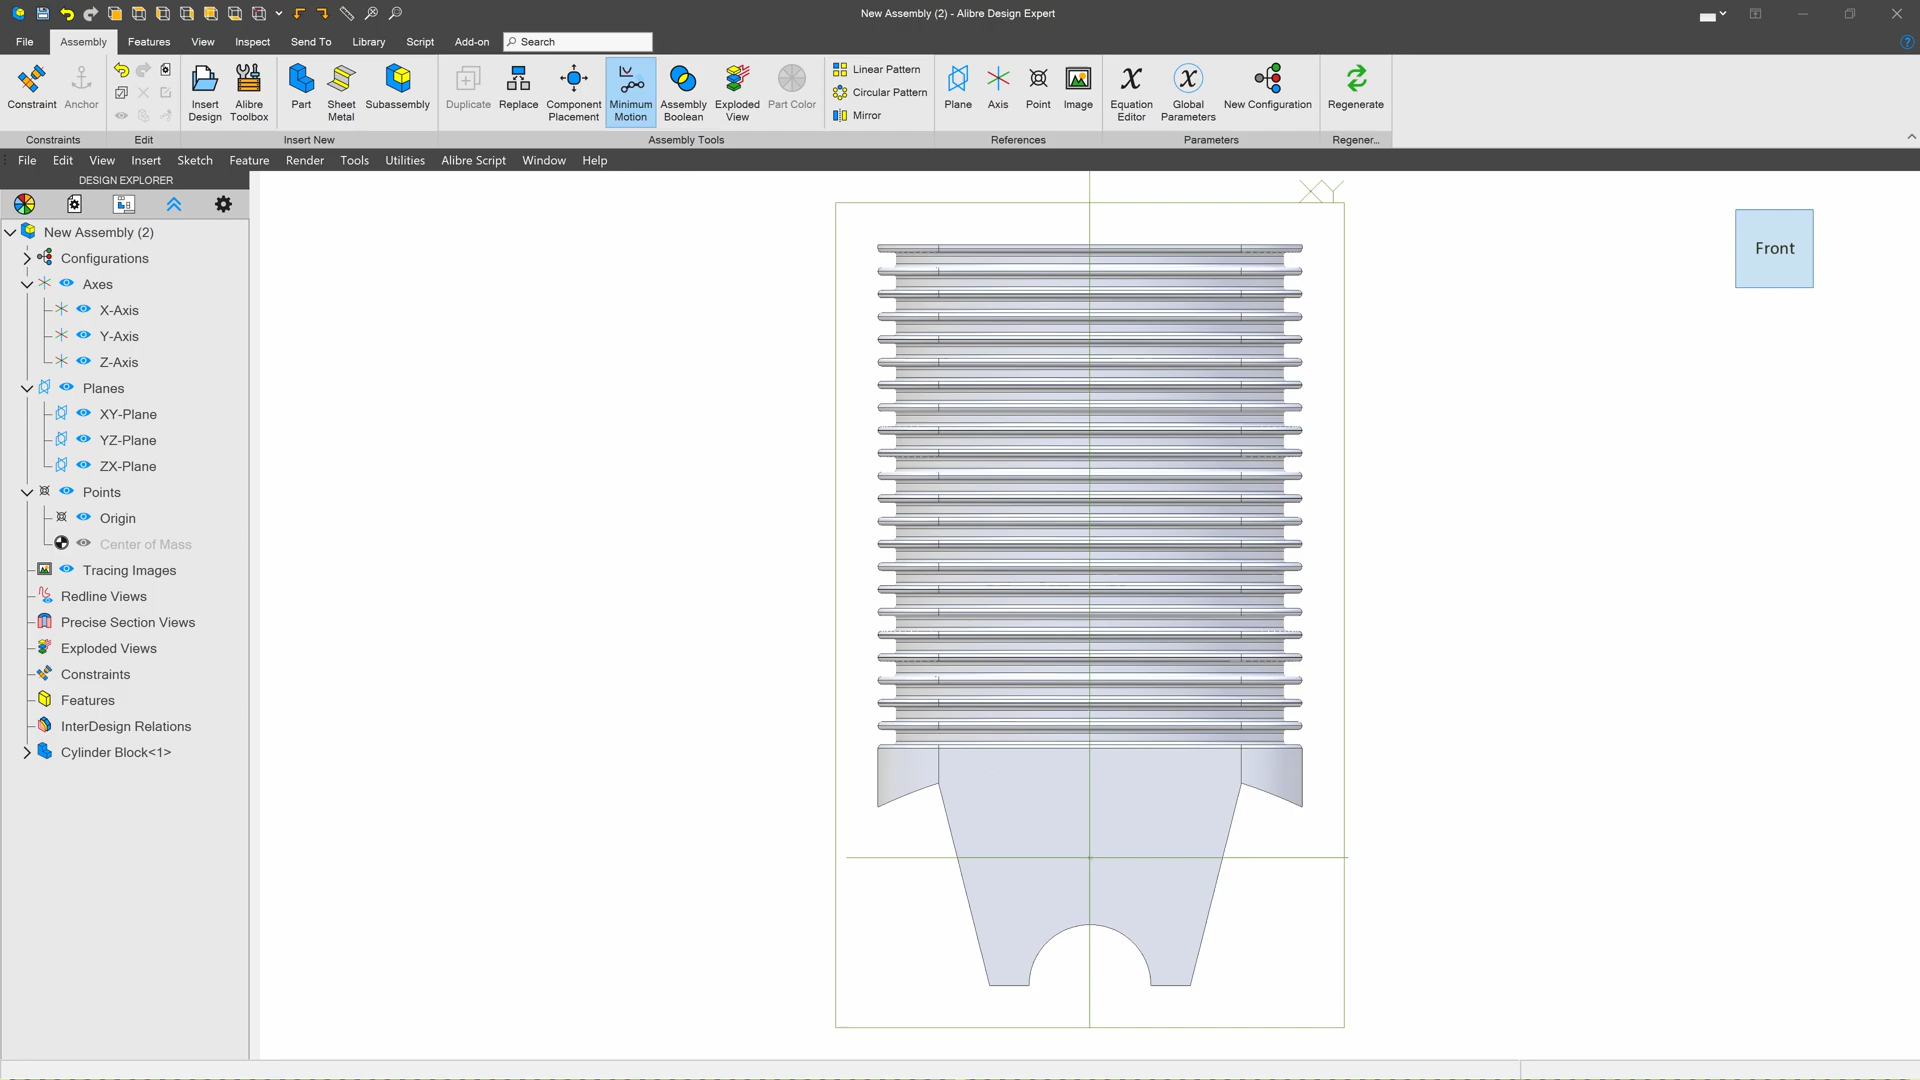 New Assembly (2) - Alibre Design Expert
File Assembly Features View Inspect Send To Library Script Add-on Search
Constraint Anchor
Insert Design
Alibre Toolbox
Part
Sheet Metal
Subassembly
Duplicate
Replace
Component Placement
Minimum Motion
Assembly Boolean
Exploded View
Part Color
Linear Pattern
Circular Pattern
Mirror
Plane Axis Point Image
Equation Editor
Global Parameters
New Configuration
Regenerate
Constraints Edit Insert New Assembly Tools References Parameters Regener...
File Edit View Insert Sketch Feature Render Tools Utilities Alibre Script Window Help
DESIGN EXPLORER
New Assembly (2)
Configurations
Axes
X-Axis
Y-Axis
Z-Axis
Planes
XY-Plane
YZ-Plane
ZX-Plane
Points
Origin
Center of Mass
Tracing Images
Redline Views
Precise Section Views
Exploded Views
Constraints
Features
InterDesign Relations
Cylinder Block<1>
XY
Front